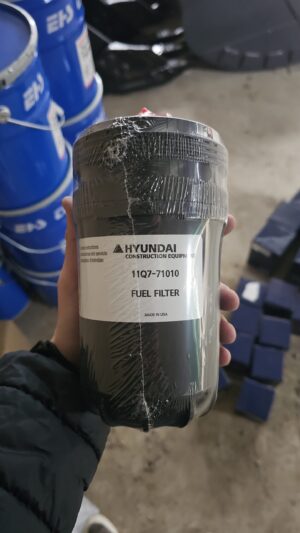 HYUNDAI
CONSTRUCTION EQUIPMENT
11Q7-71010
FUEL FILTER
MADE IN USA